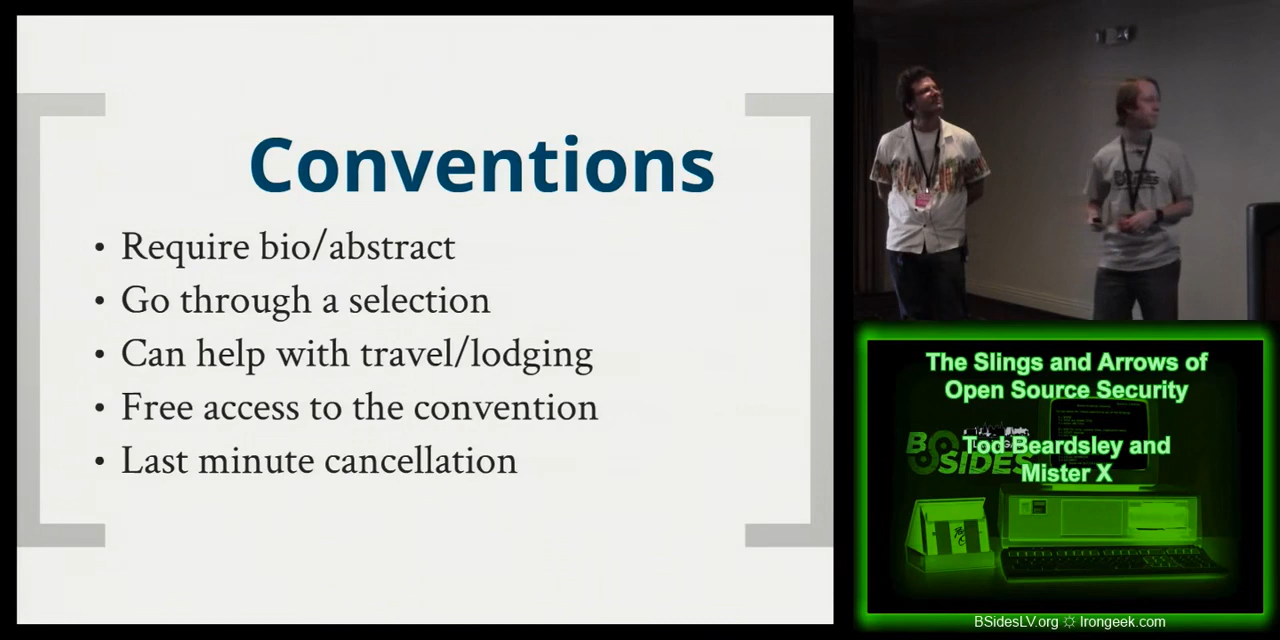 Conventions
• Require bio/abstract
• Go through a selection
• Can help with travel/lodging
• Free access to the convention
• Last minute cancellation
The Slings and Arrows of
Open Source Security
BSIDES
Tod Beardsley and
Mister X
BSidesLV.org ☼ Irongeek.com